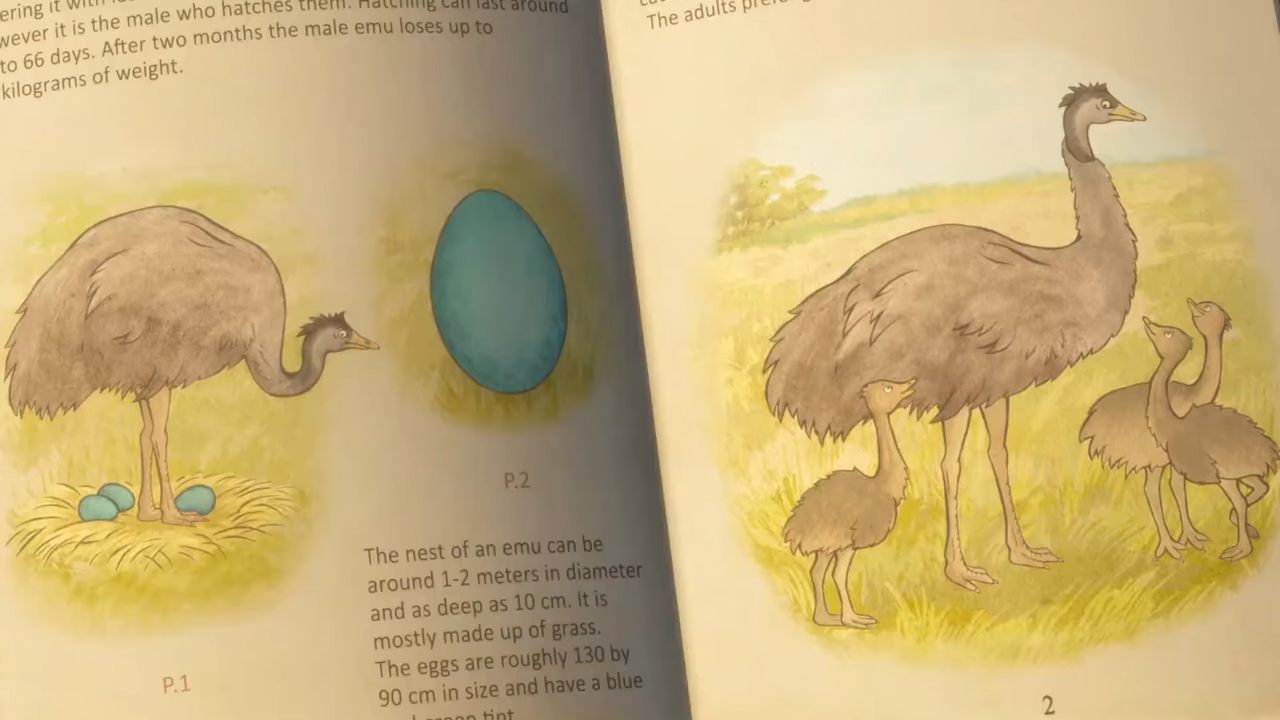 wever it is the male who hatches them. Hatching can last around
to 66 days. After two months the male emu loses up to
kilograms of weight.
P.1
P.2
The nest of an emu can be
around 1-2 meters in diameter
and as deep as 10 cm. It is
mostly made up of grass.
The eggs are roughly 130 by
90 cm in size and have a blue
tint
The adults
2